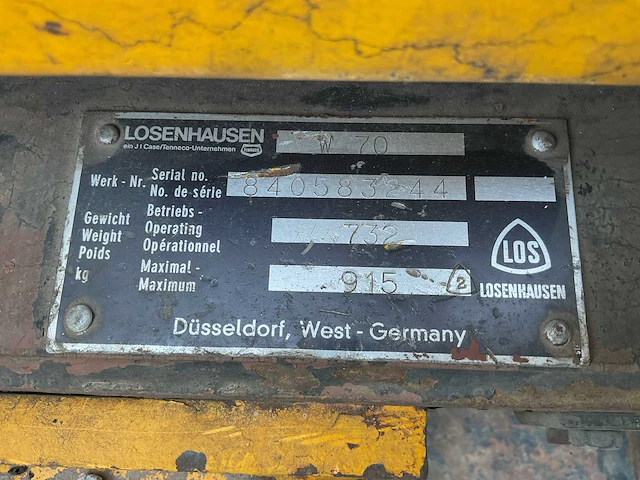 LOSENHAUSEN
ein J I Case/Tenneco-Unternehmen
TENNECO
W 70
Werk - Nr. Serial no. No. de série 840583244
Gewicht Weight Poids kg
Betriebs - Operating Opérationnel 732
Maximal - Maximum 915 2
LOS
LOSENHAUSEN
Düsseldorf, West - Germany